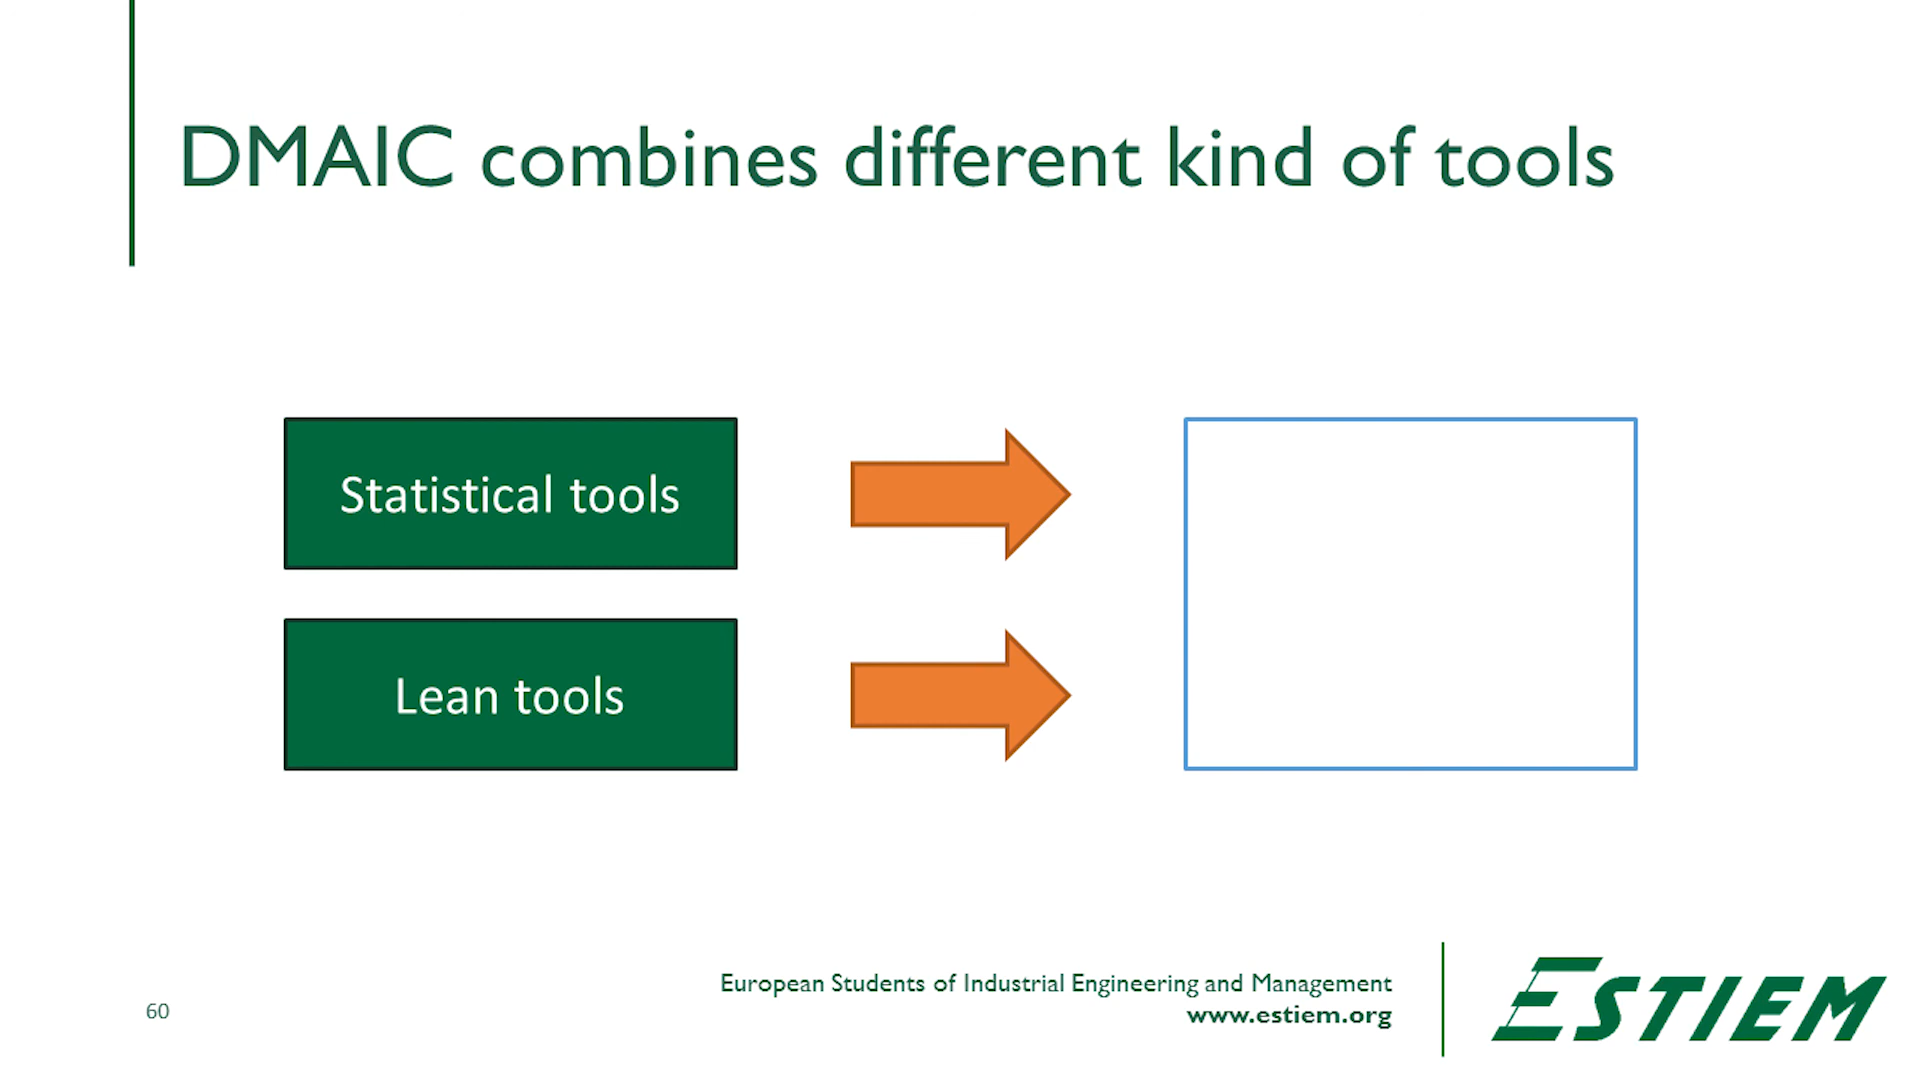 DMAIC combines different kind of tools
Statistical tools
Lean tools
60
European Students of Industrial Engineering and Management
www.estiem.org
ESTIEM